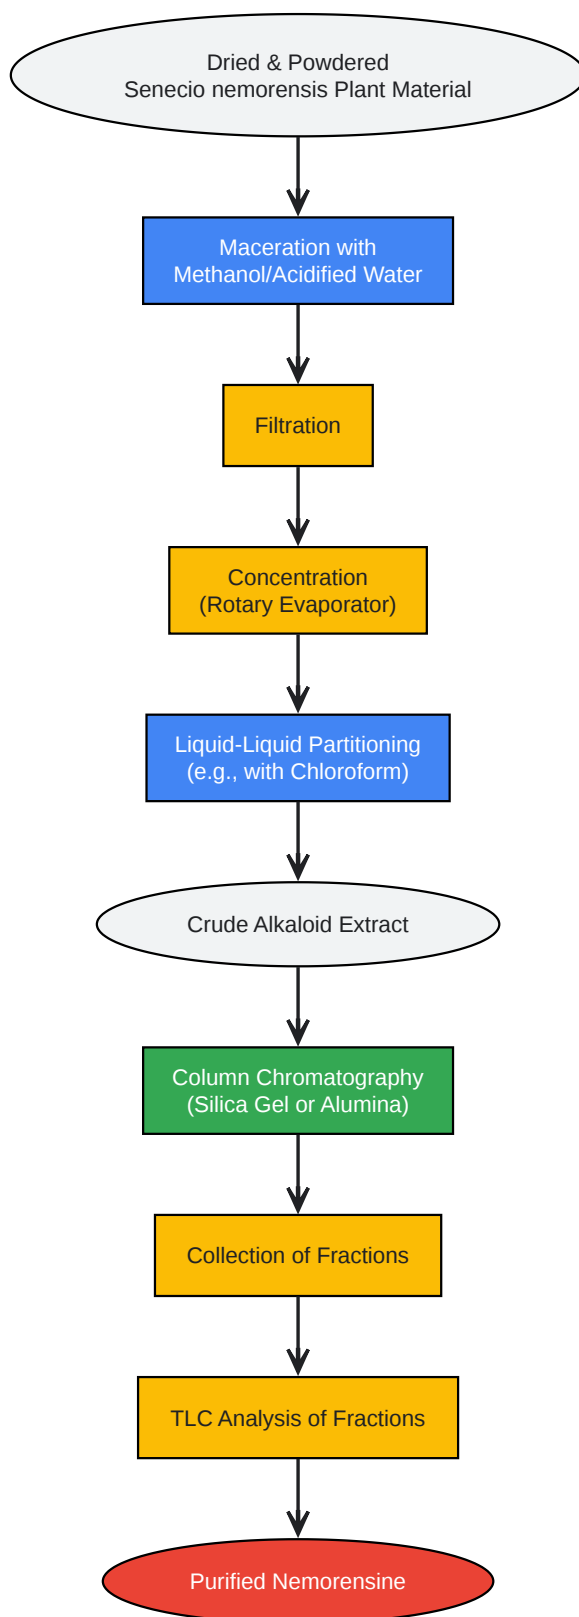 Dried & Powdered
Senecio nemorensis Plant Material
Maceration with
Methanol/Acidified Water
Filtration
Concentration
(Rotary Evaporator)
Liquid-Liquid Partitioning
(e.g., with Chloroform)
Crude Alkaloid Extract
Column Chromatography
(Silica Gel or Alumina)
Collection of Fractions
TLC Analysis of Fractions
Purified Nemorensine